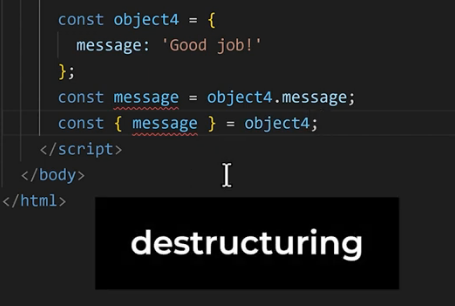 const object4 = {
  message: 'Good job!'
};
const message = object4.message;
const { message } = object4;
</script>
</body>
</html>
destructuring